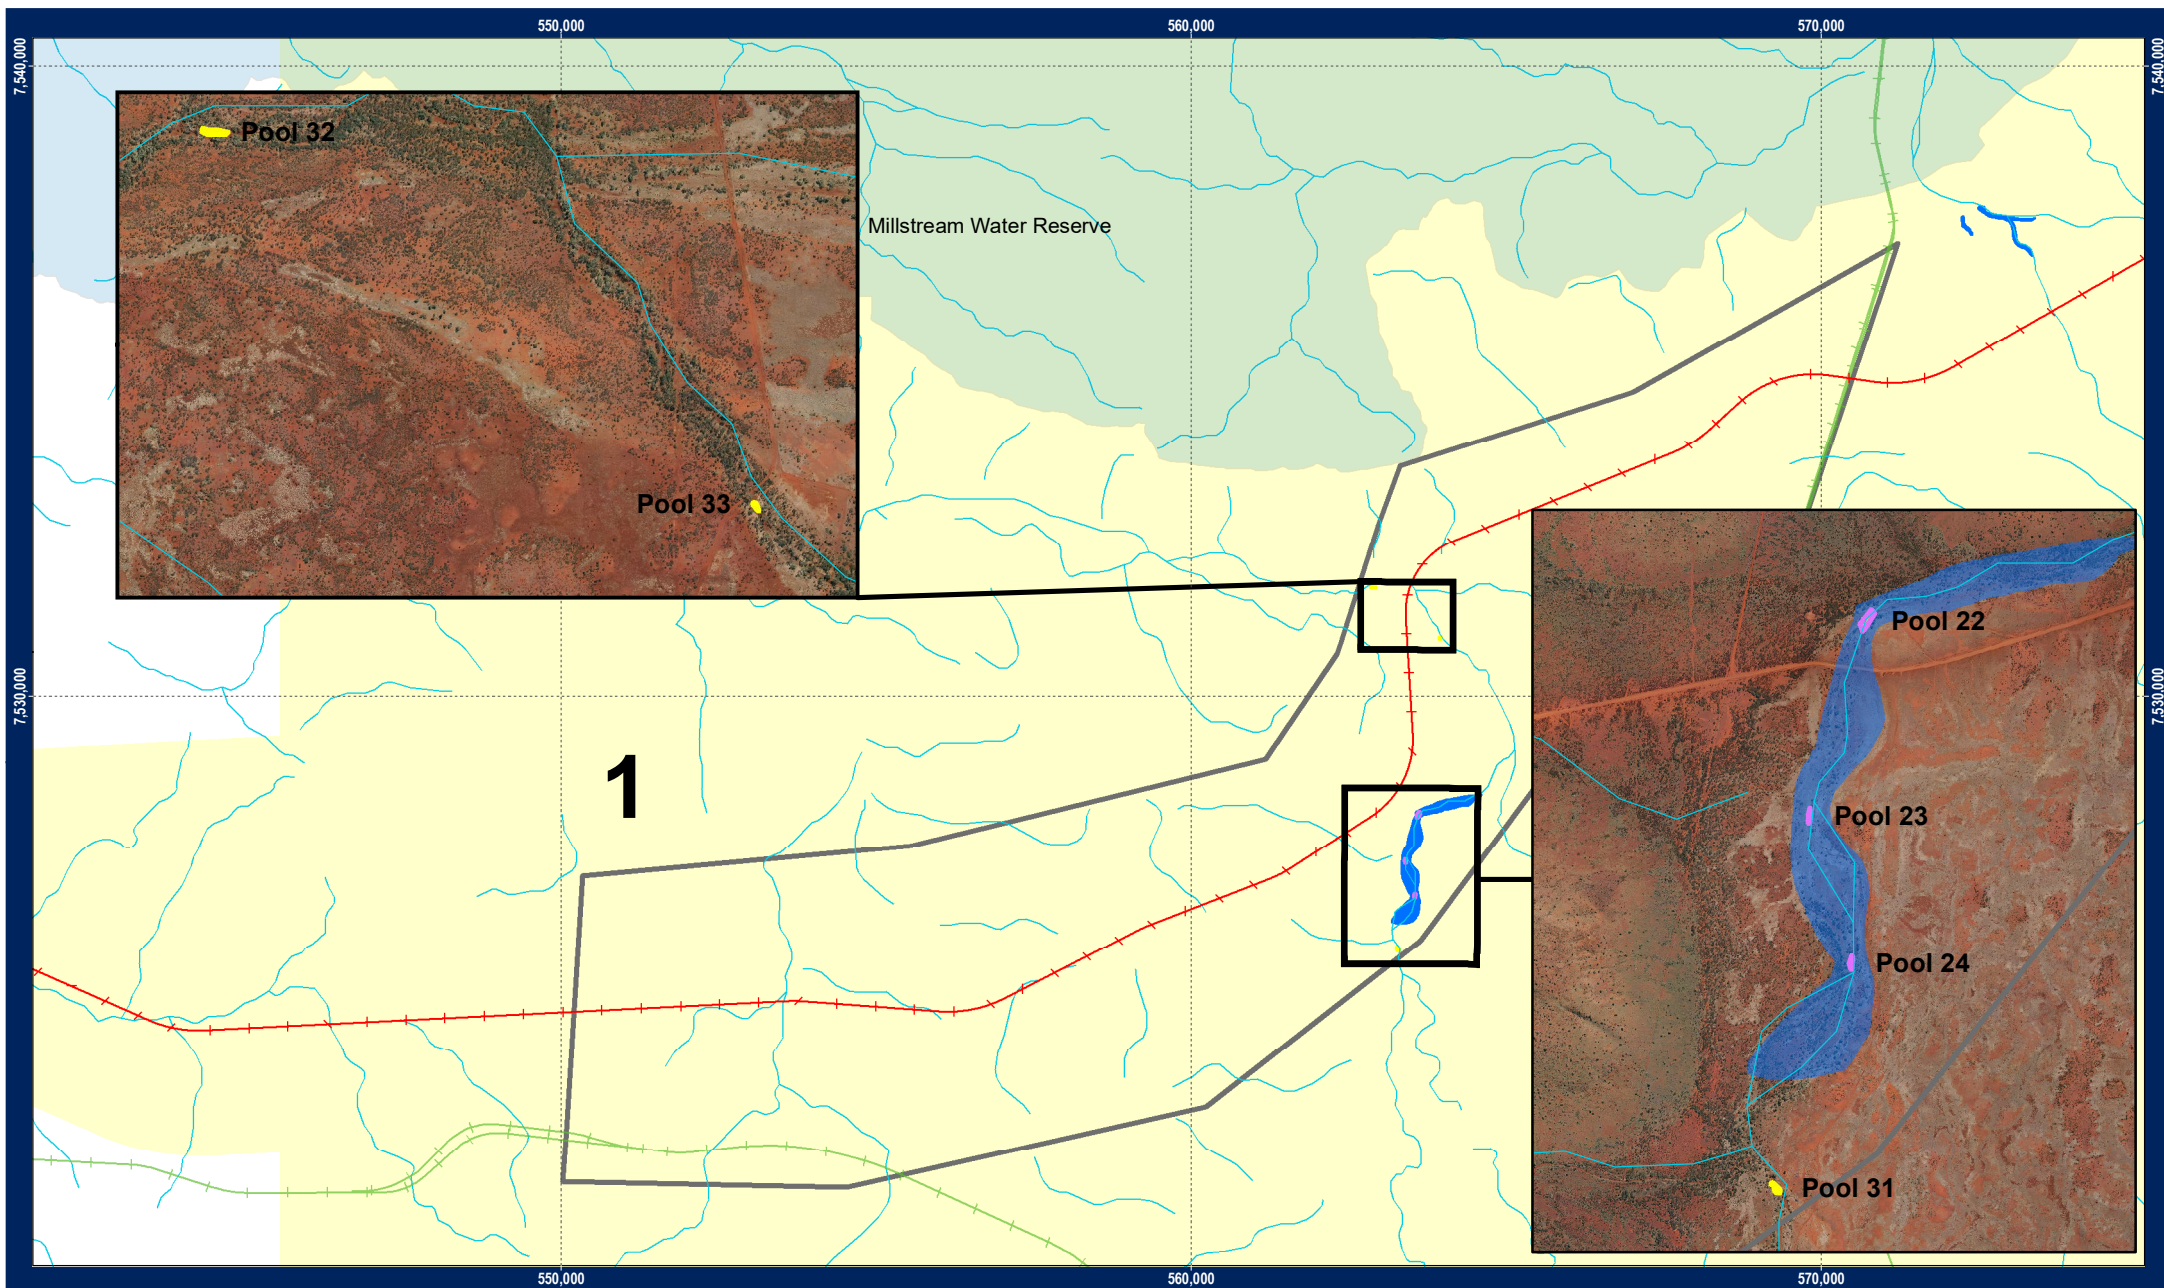 550,000
560,000
570,000
7,540,000
7,540,000
Pool 32
Millstream Water Reserve
Pool 33
Pool 22
7,530,000
7,530,000
1
Pool 23
Pool 24
Pool 31
550,000
560,000
570,000